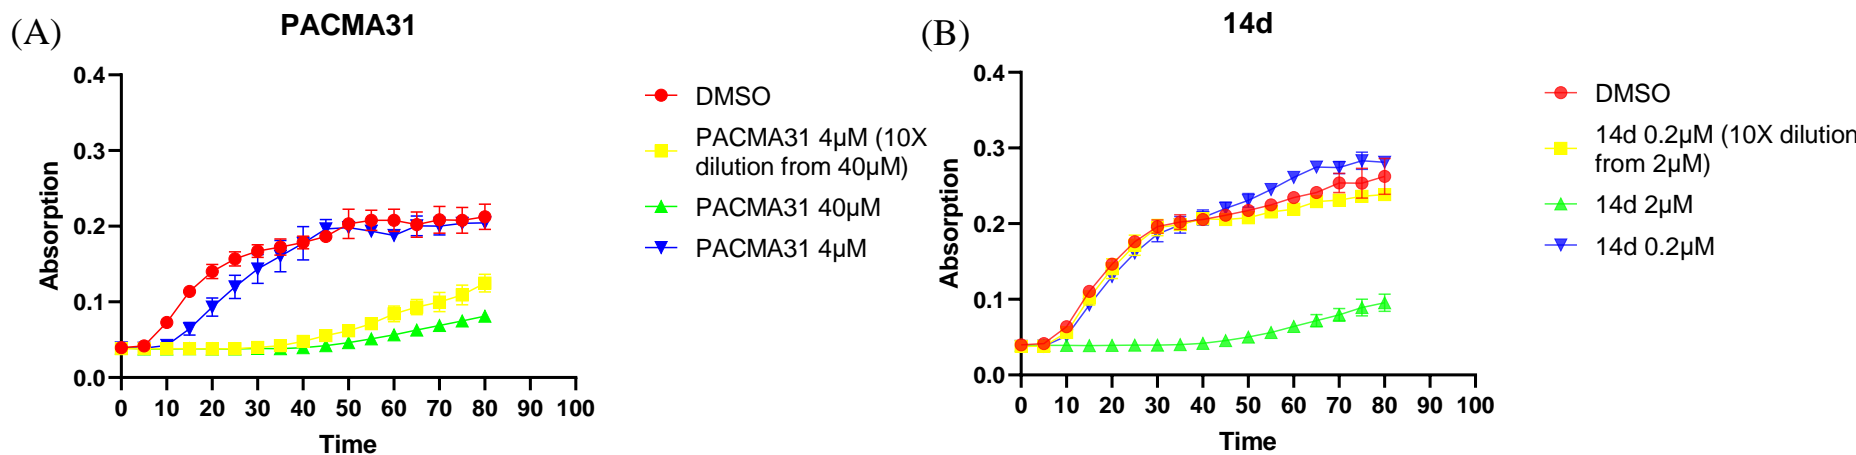 (A)
PACMA31
Absorption
0.4
0.3
0.2
0.1
0.0
0 10 20 30 40 50 60 70 80 90 100
Time
DMSO
PACMA31 4μM (10X
dilution from 40μM)
PACMA31 40μM
PACMA31 4μM
(B)
14d
Absorption
0.4
0.3
0.2
0.1
0.0
0 10 20 30 40 50 60 70 80 90 100
Time
DMSO
14d 0.2μM (10X dilution
from 2μM)
14d 2μM
14d 0.2μM